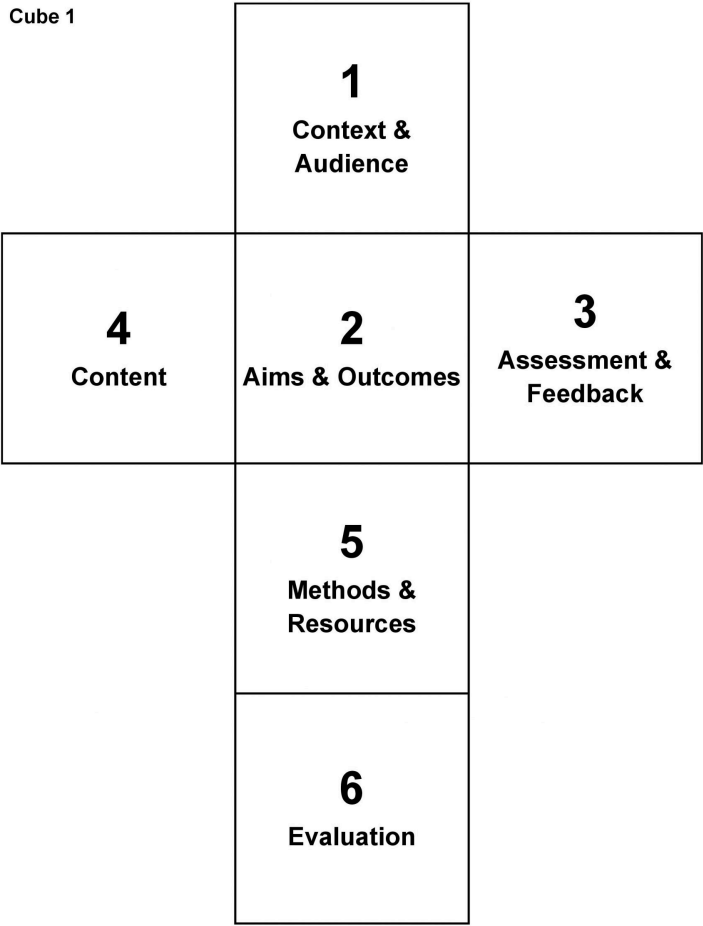 Cube 1
1
Context &
Audience
4
Content
2
Aims & Outcomes
3
Assessment &
Feedback
5
Methods &
Resources
6
Evaluation